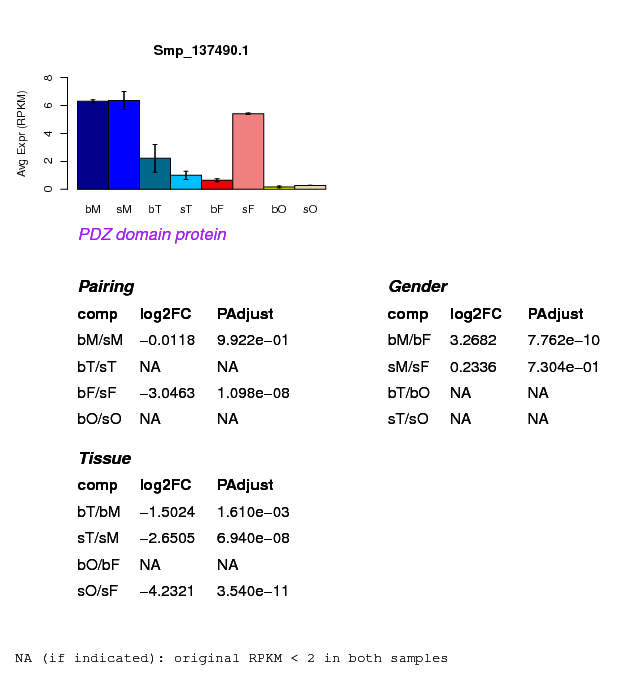 Smp_137490.1
Avg Expr (RPKM)
0 2 4 6 8
bM sM bT sT bF sF bO sO
PDZ domain protein
Pairing
comp log2FC PAdjust
bM/sM −0.0118 9.922e−01
bT/sT NA NA
bF/sF −3.0463 1.098e−08
bO/sO NA NA
Gender
comp log2FC PAdjust
bM/bF 3.2682 7.762e−10
sM/sF 0.2336 7.304e−01
bT/bO NA NA
sT/sO NA NA
Tissue
comp log2FC PAdjust
bT/bM −1.5024 1.610e−03
sT/sM −2.6505 6.940e−08
bO/bF NA NA
sO/sF −4.2321 3.540e−11
NA (if indicated): original RPKM < 2 in both samples